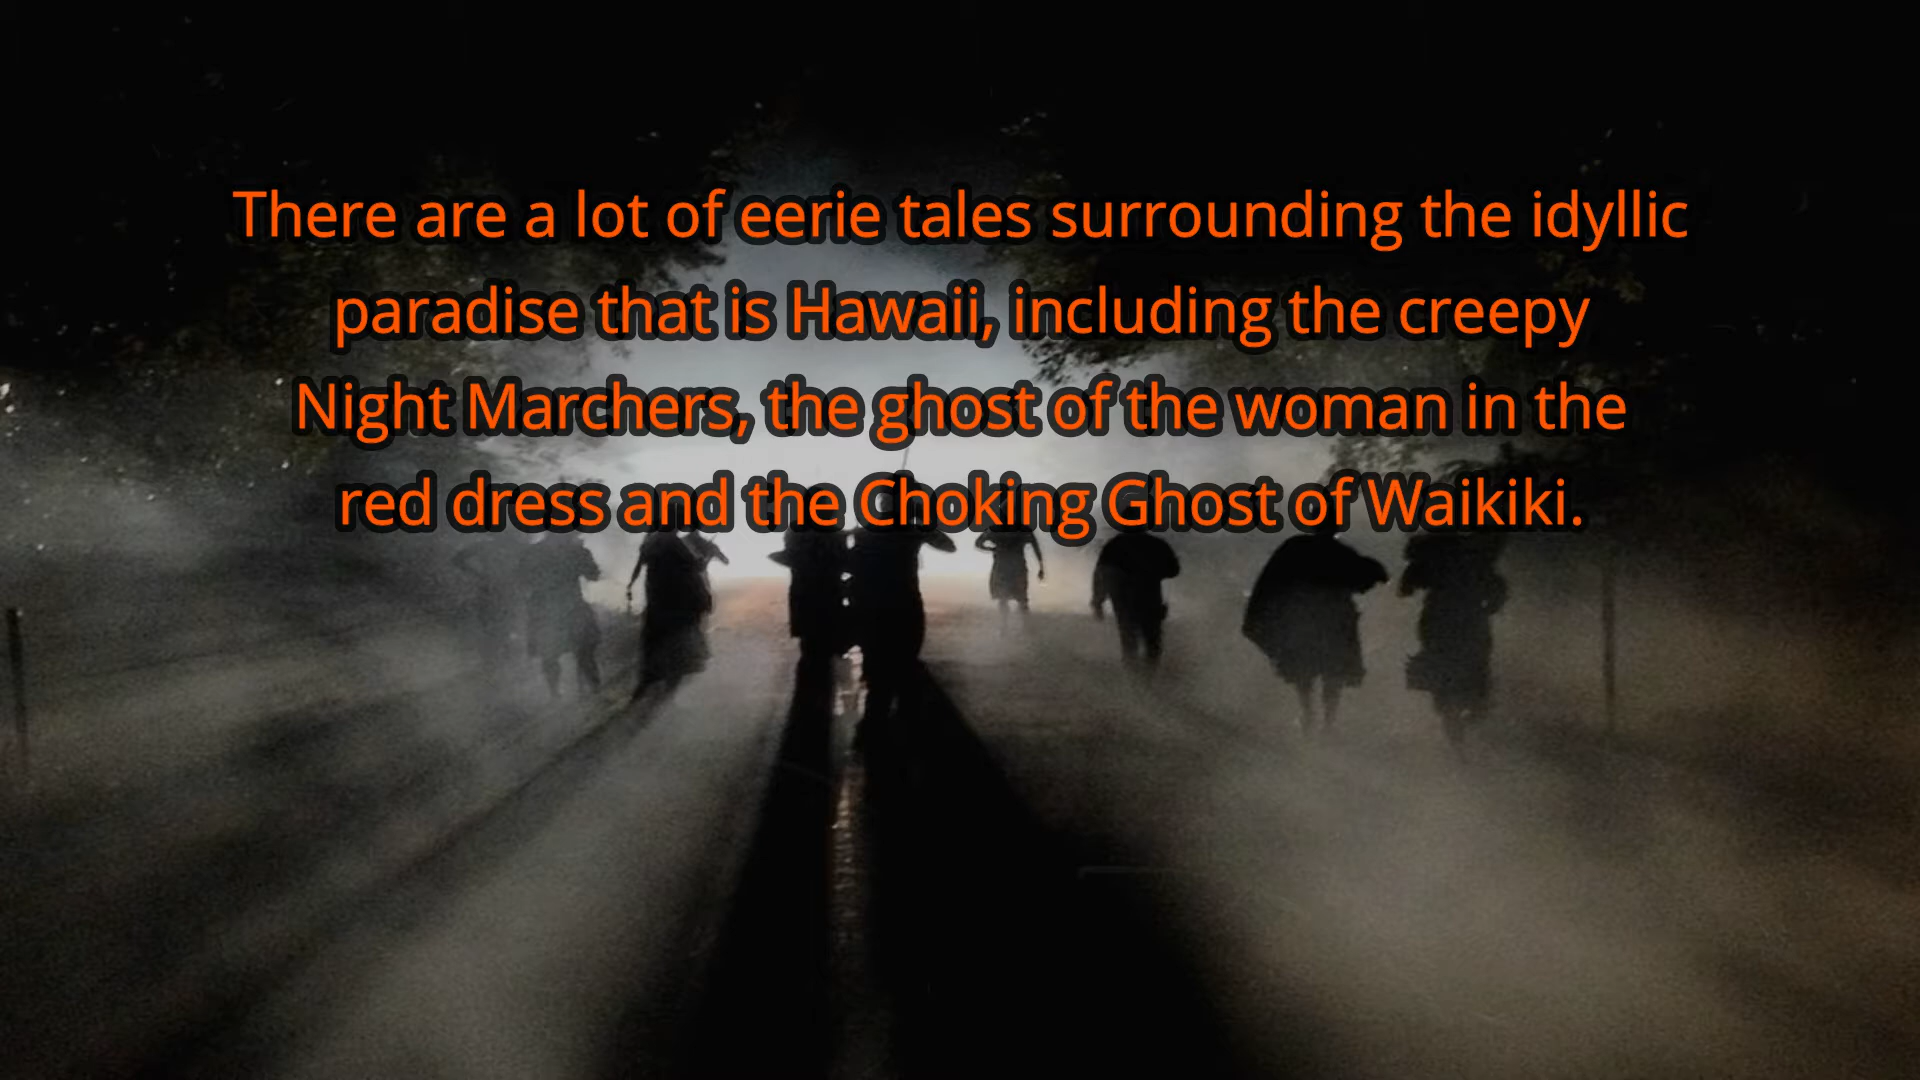 There are a lot of eerie tales surrounding the idyllic
paradise that is Hawaii, including the creepy
Night Marchers, the ghost of the woman in the
red dress and the Choking Ghost of Waikiki.